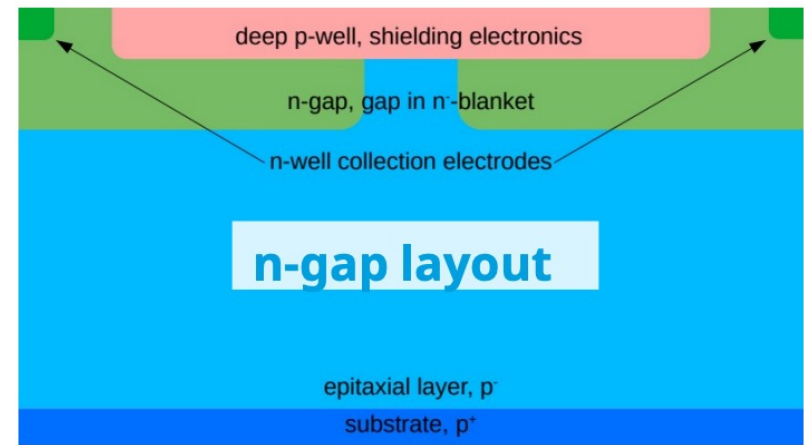 deep p-well, shielding electronics
n-gap, gap in n⁻-blanket
n-well collection electrodes
n-gap layout
epitaxial layer, p⁻
substrate, p⁺